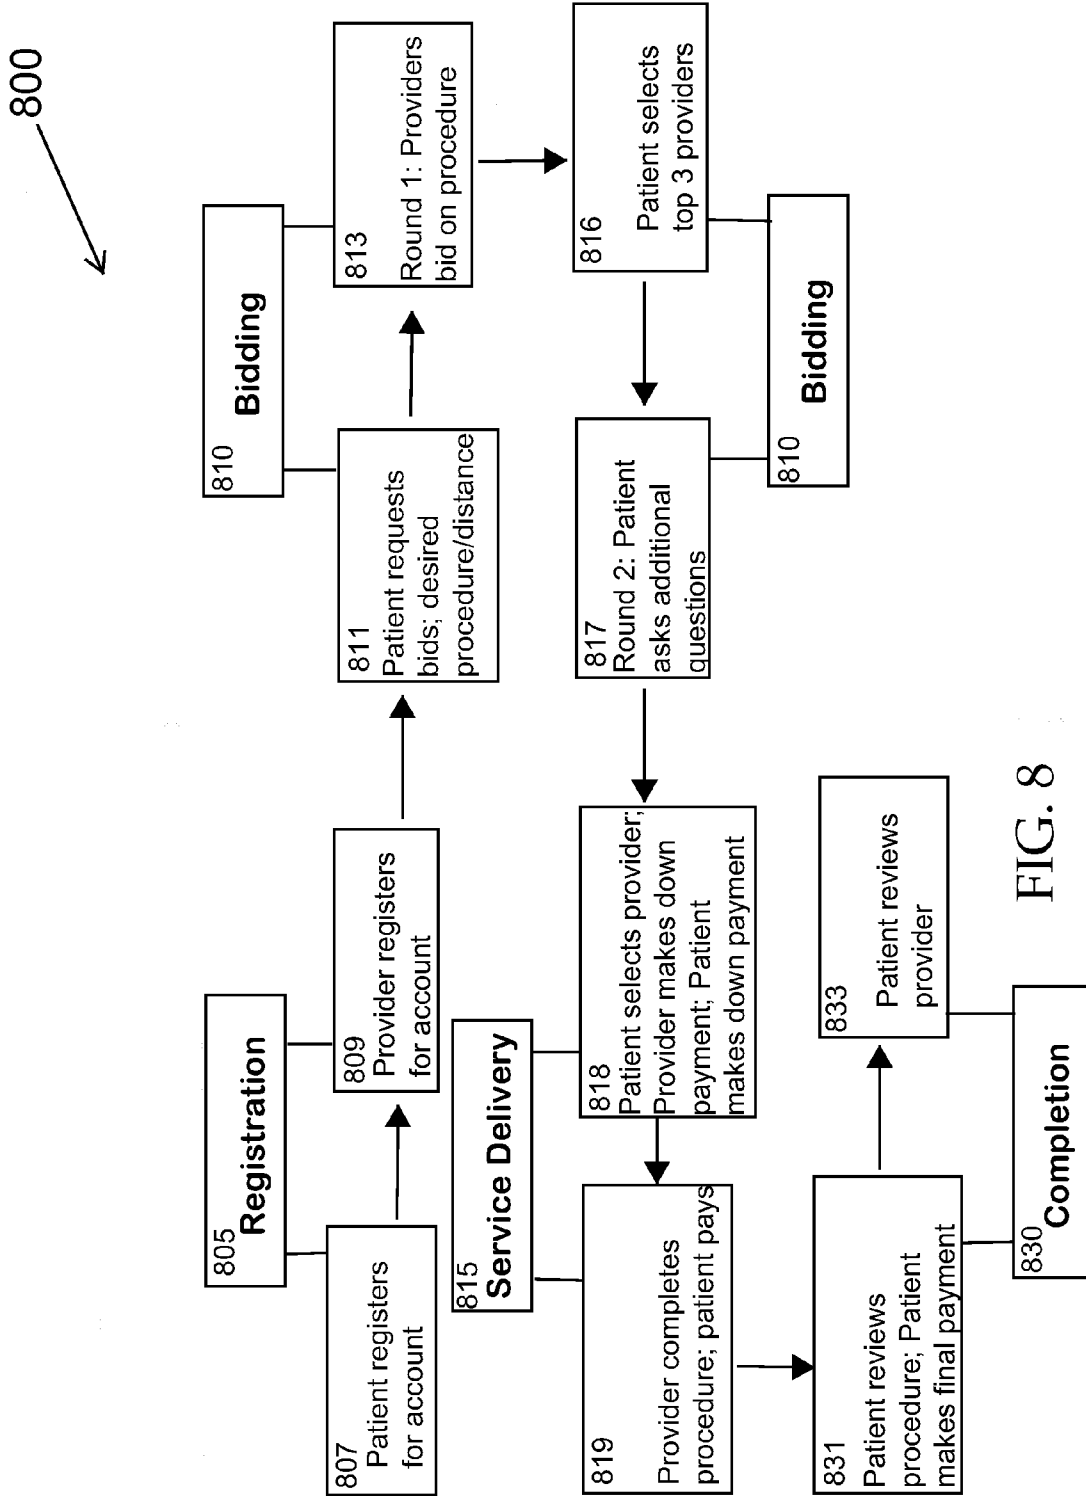 800
805
Registration
810
Bidding
807
Patient registers
for account
809
Provider registers
for account
811
Patient requests
bids; desired
procedure/distance
813
Round 1: Providers
bid on procedure
815
Service Delivery
819
Provider completes
procedure; patient pays
818
Patient selects provider;
Provider makes down
payment; Patient
makes down payment
817
Round 2: Patient
asks additional
questions
816
Patient selects
top 3 providers
810
Bidding
831
Patient reviews
procedure; Patient
makes final payment
833
Patient reviews
provider
830
Completion
FIG. 8